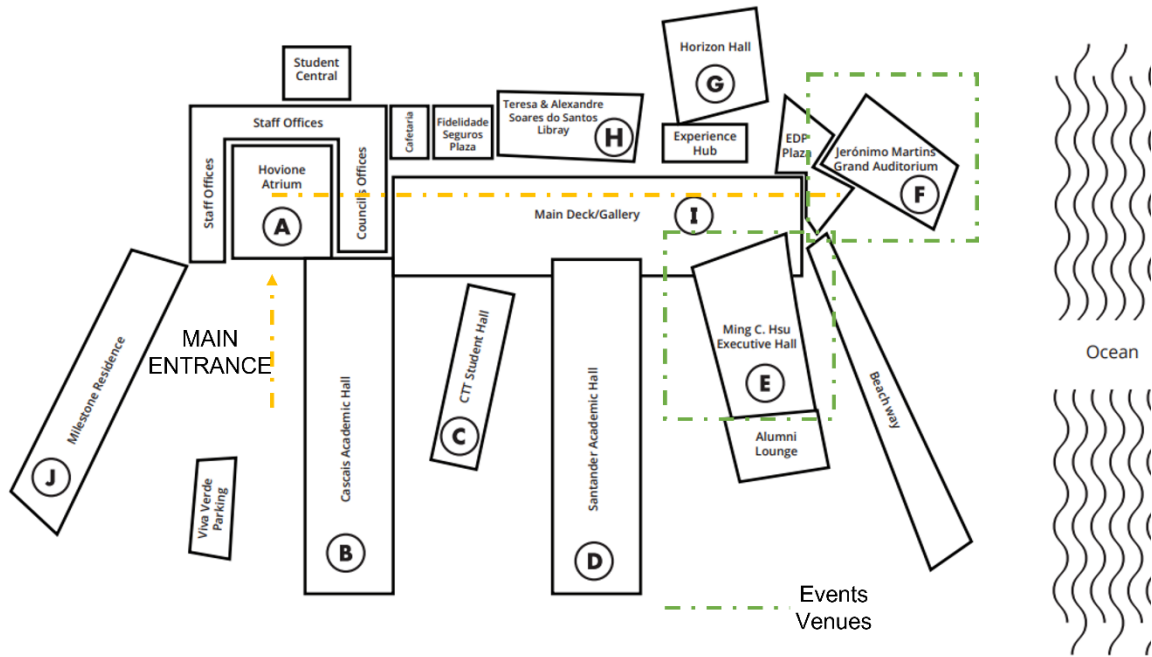 Student
Central
Staff Offices
Staff Offices
Hovione
Atrium
A
Councils Offices
Cafetaria
Fidelidade
Seguros
Plaza
Teresa & Alexandre
Soares do Santos
Libray
H
Horizon Hall
G
Experience
Hub
EDP
Plaza
Jerónimo Martins
Grand Auditorium
F
Main Deck/Gallery
I
MAIN
ENTRANCE
Milestone Residence
J
Viva Verde
Parking
Cascais Academic Hall
B
CTT Student Hall
C
Santander Academic Hall
D
Ming C. Hsu
Executive Hall
E
Alumni
Lounge
Beach way
Ocean
Events
Venues